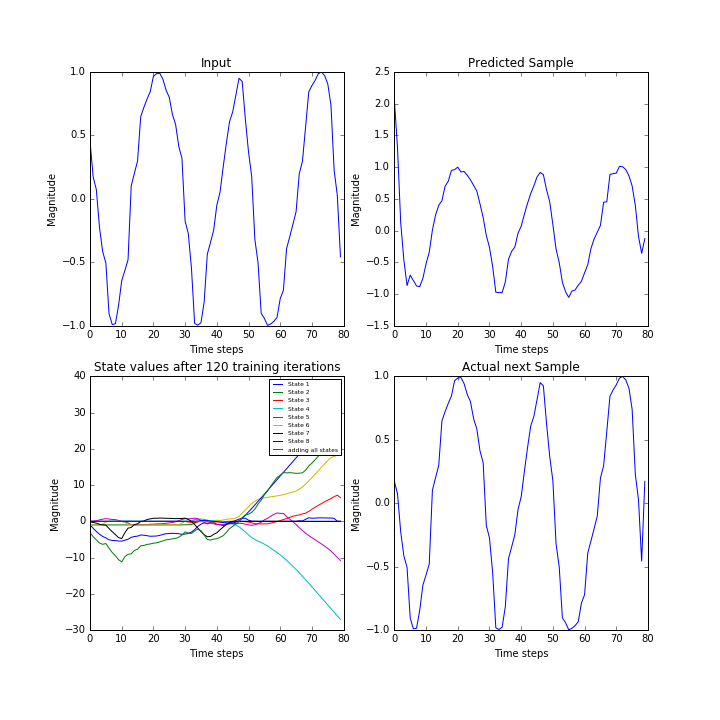 Input
1.0
0.5
0.0
−0.5
−1.0
Magnitude
0 10 20 30 40 50 60 70 80
Time steps
Predicted Sample
2.5
2.0
1.5
1.0
0.5
0.0
−0.5
−1.0
−1.5
Magnitude
0 10 20 30 40 50 60 70 80
Time steps
State values after 120 training iterations
40
30
20
10
0
−10
−20
−30
Magnitude
State 1
State 2
State 3
State 4
State 5
State 6
State 7
State 8
adding all states
0 10 20 30 40 50 60 70 80
Time steps
Actual next Sample
1.0
0.5
0.0
−0.5
−1.0
Magnitude
0 10 20 30 40 50 60 70 80
Time steps